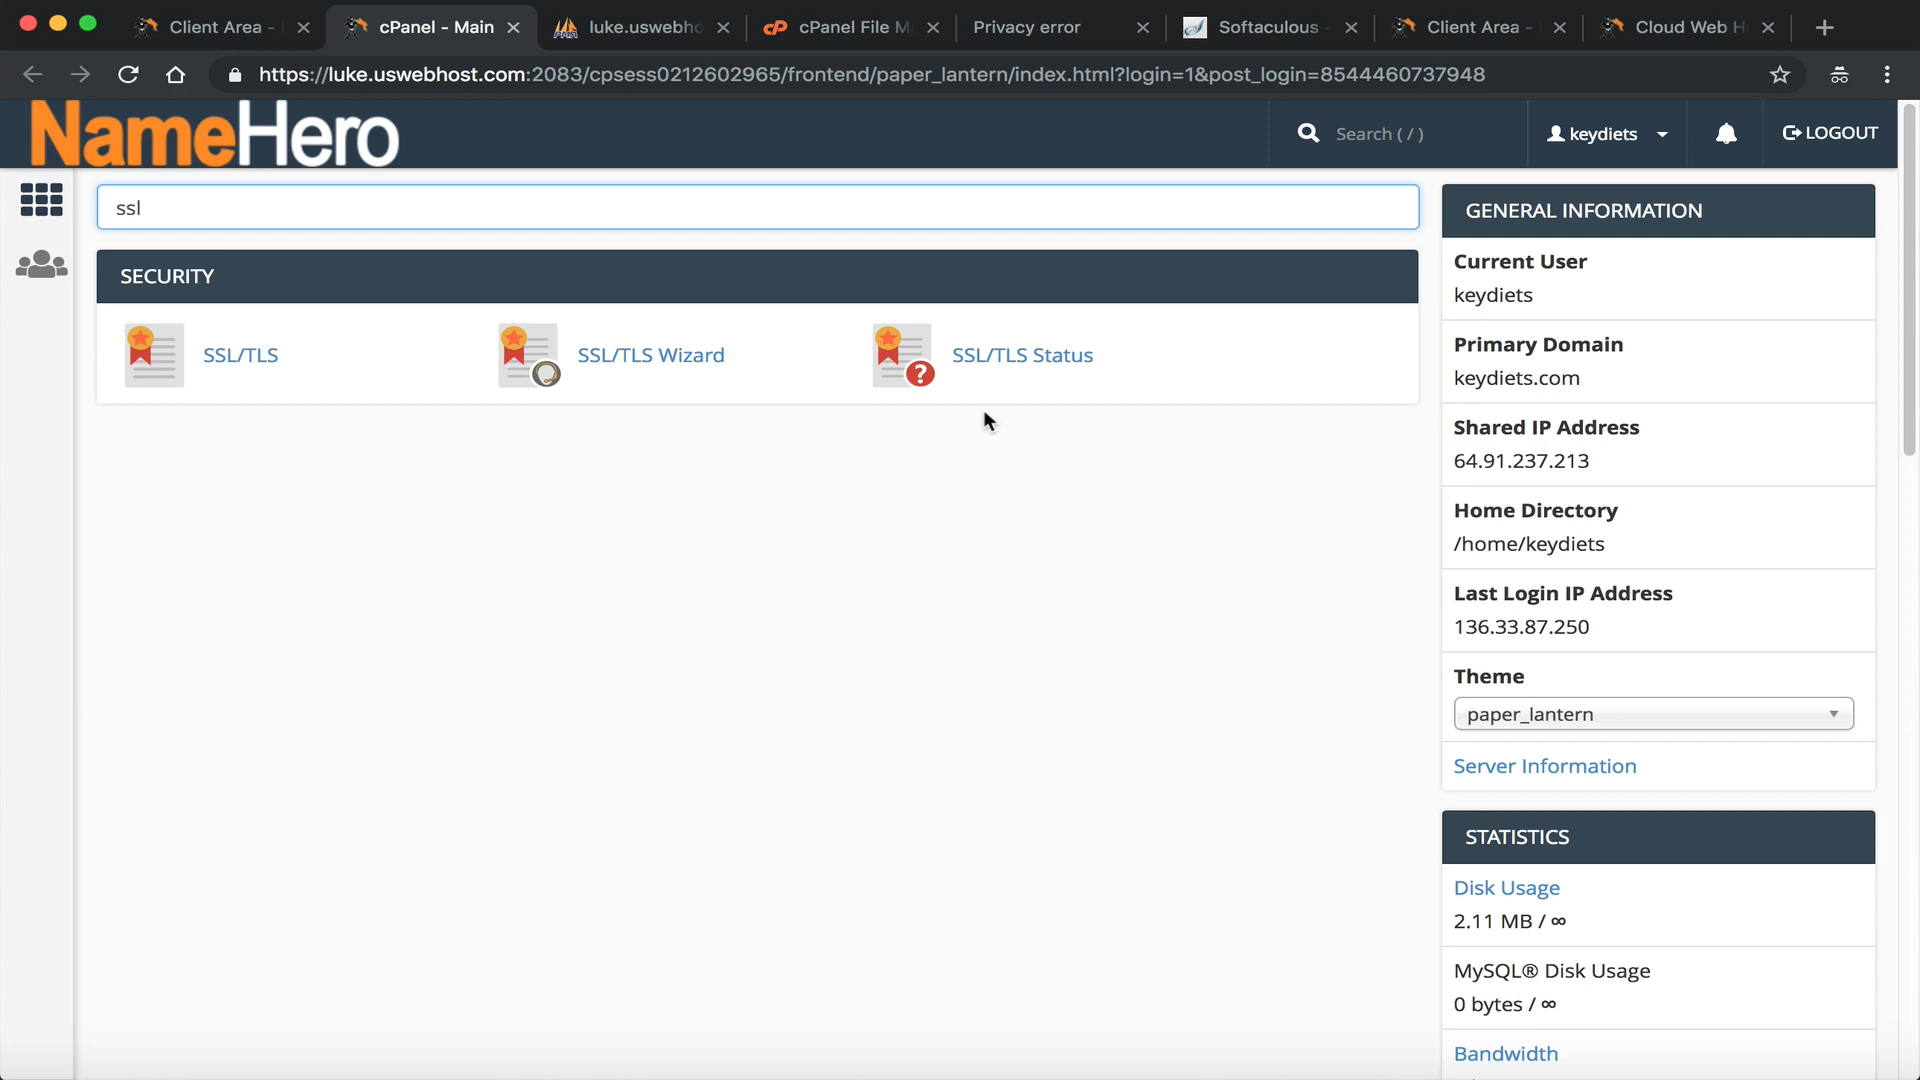 Client Area -
cPanel - Main
luke.uswebho
cPanel File M
Privacy error
Softaculous -
Client Area -
Cloud Web H
https://luke.uswebhost.com:2083/cpsess0212602965/frontend/paper_lantern/index.html?login=1&post_login=8544460737948
NameHero
Search ( / )
keydiets
LOGOUT
ssl
SECURITY
SSL/TLS
SSL/TLS Wizard
SSL/TLS Status
GENERAL INFORMATION
Current User
keydiets
Primary Domain
keydiets.com
Shared IP Address
64.91.237.213
Home Directory
/home/keydiets
Last Login IP Address
136.33.87.250
Theme
paper_lantern
Server Information
STATISTICS
Disk Usage
2.11 MB / ∞
MySQL® Disk Usage
0 bytes / ∞
Bandwidth